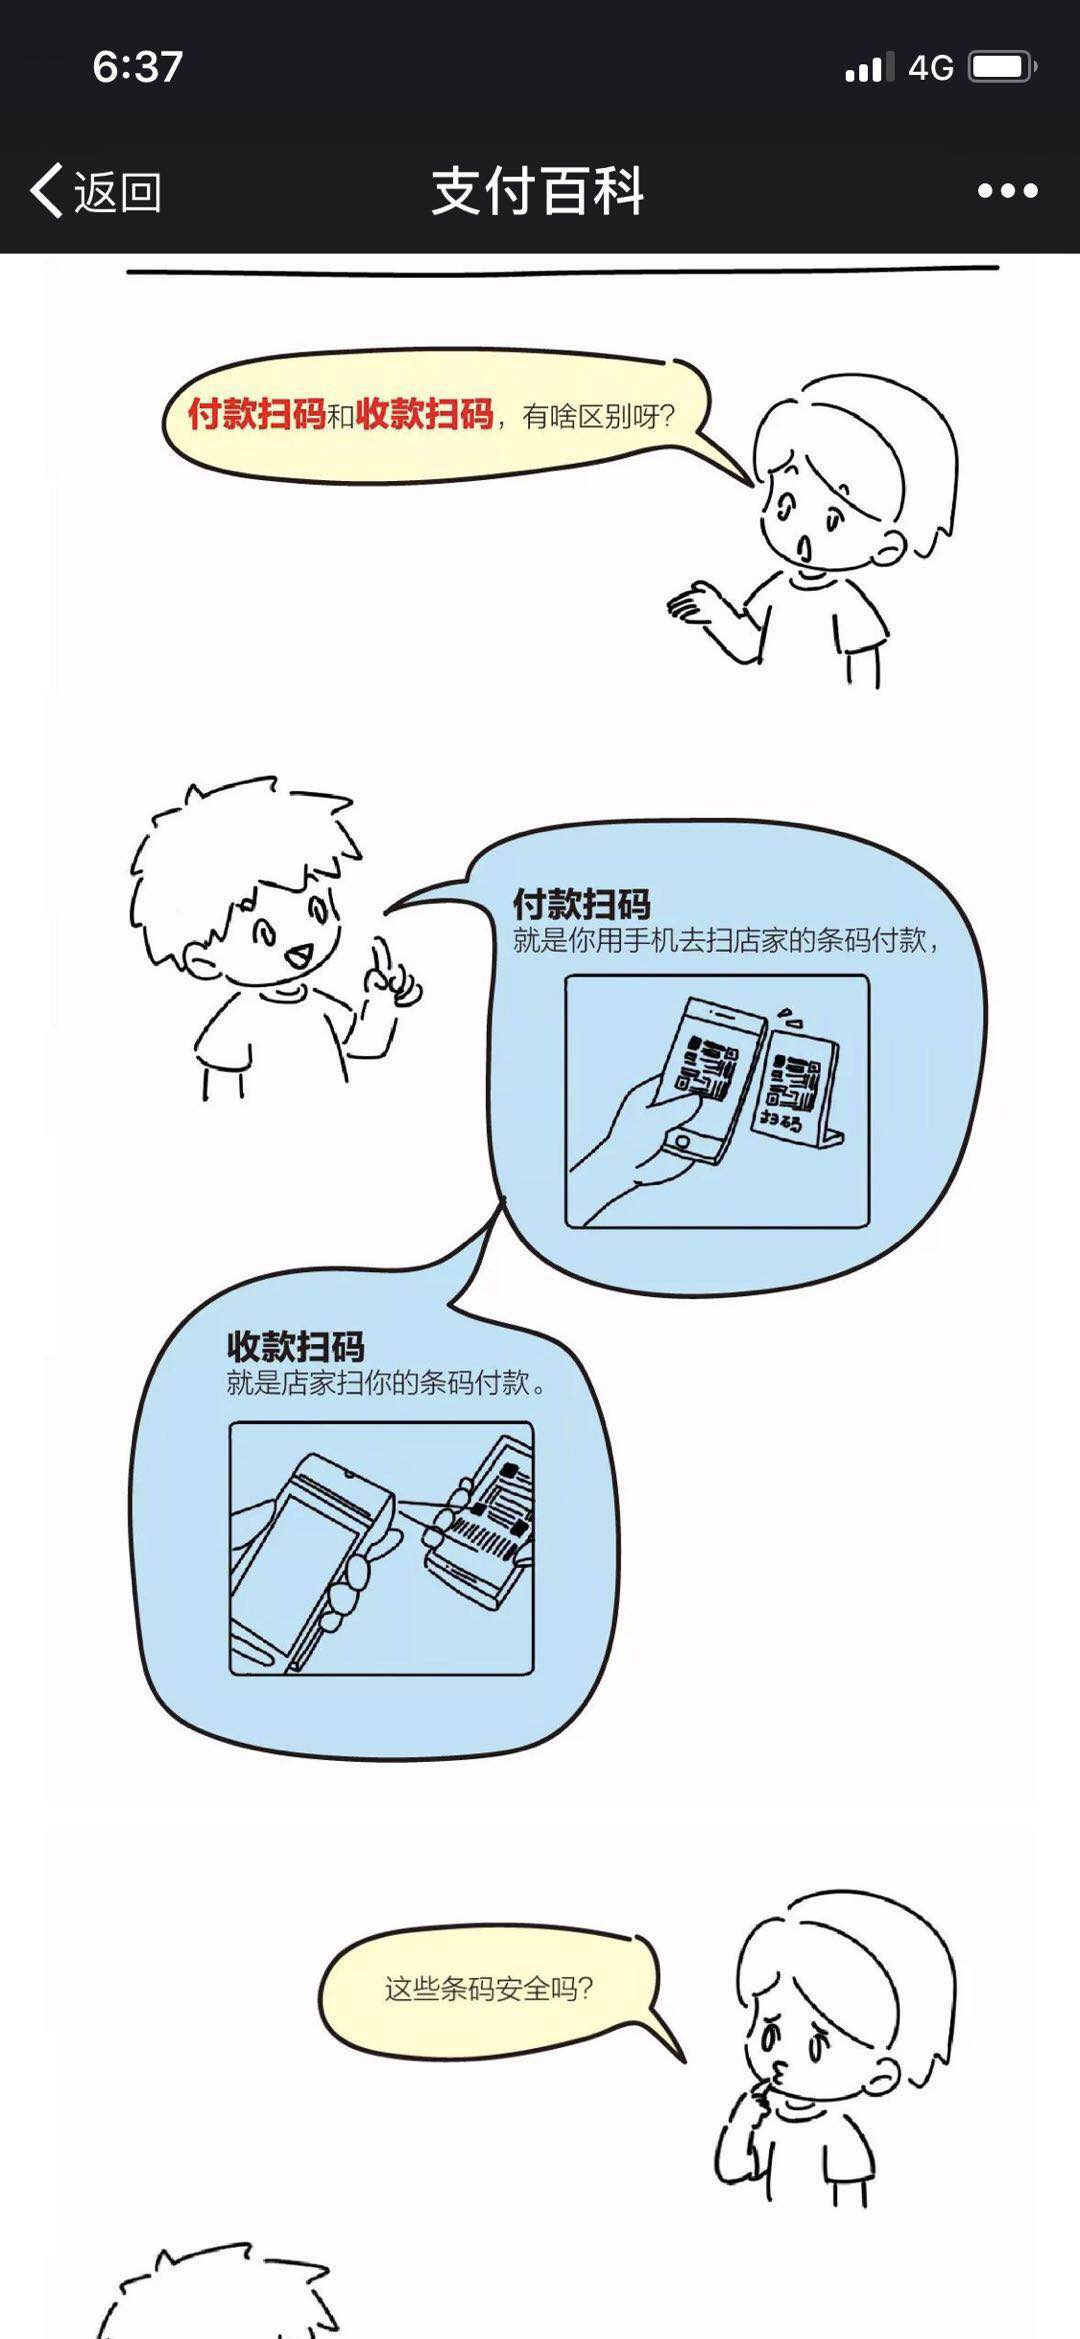 6:37
4G
返回
支付百科
付款扫码和收款扫码，有啥区别呀？
付款扫码
就是你用手机去扫店家的条码付款，
扫码
收款扫码
就是店家扫你的条码付款。
这些条码安全吗？